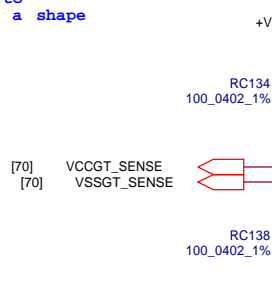 a shape
+V
RC134
100_0402_1%
[70] VCCGT_SENSE
[70] VSSGT_SENSE
RC138
100_0402_1%